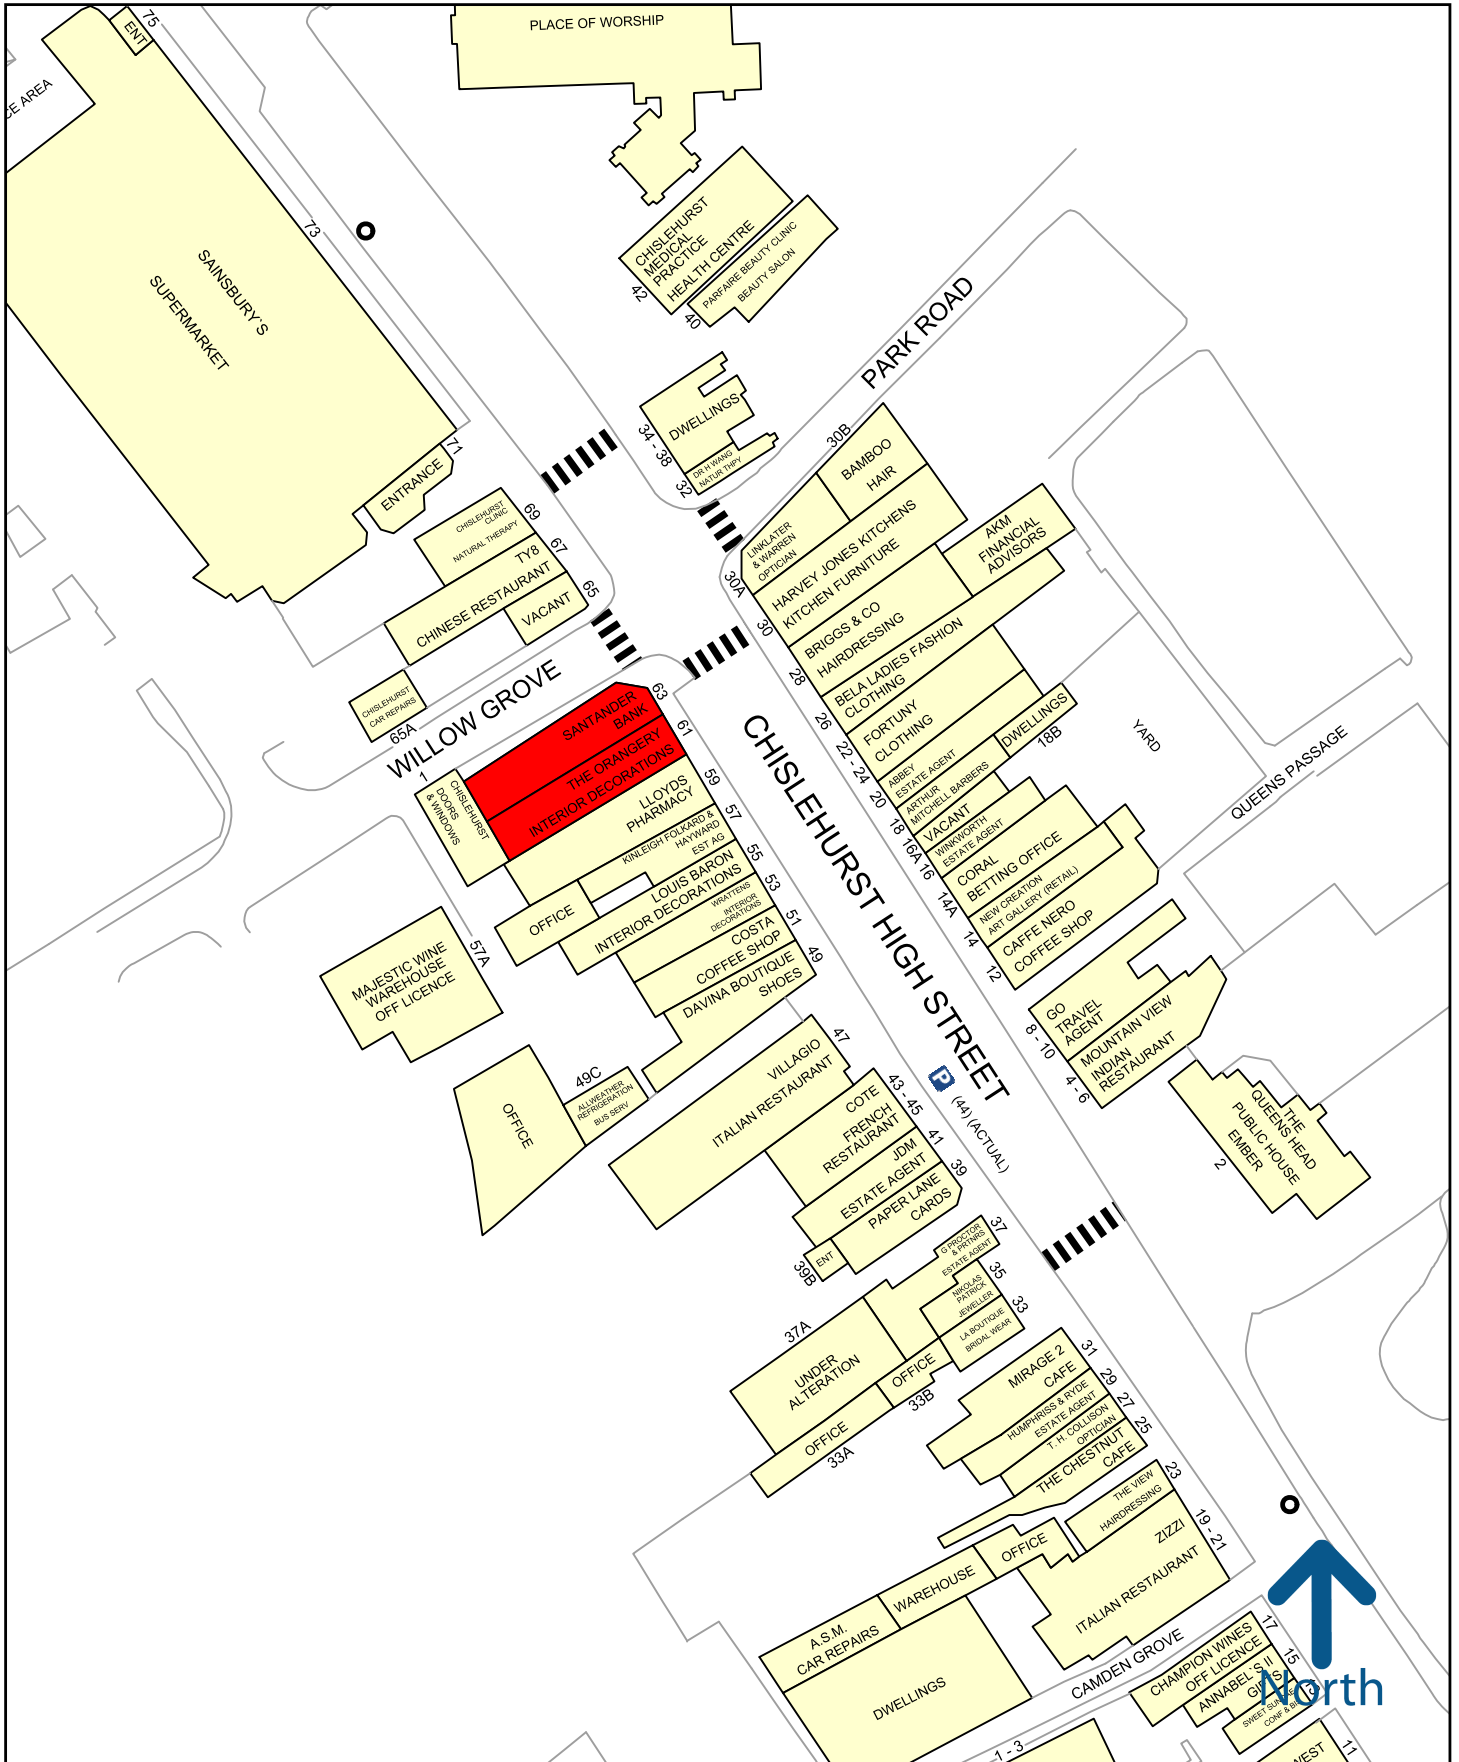 PLACE OF WORSHIP
75
ENT
CE AREA
73
SAINSBURY'S
SUPERMARKET
71
ENTRANCE
CHISLEHURST
MEDICAL
PRACTICE
HEALTH CENTRE
42
PARFAIRE BEAUTY CLINIC
BEAUTY SALON
40
PARK ROAD
DWELLINGS
34 - 38
DR H WANG
NATUR THPY
32
30B
BAMBOO
HAIR
LINKLATER
& WARREN
OPTICIAN
30A
HARVEY JONES KITCHENS
KITCHEN FURNITURE
30
AKM
FINANCIAL
ADVISORS
BRIGGS & CO
HAIRDRESSING
28
BELA LADIES FASHION
CLOTHING
26
FORTUNY
CLOTHING
22 - 24
ABBEY
ESTATE AGENT
20
DWELLINGS
18B
ARTHUR
MITCHELL BARBERS
18
VACANT
16A
WINKWORTH
ESTATE AGENT
16
CORAL
BETTING OFFICE
14A
NEW CREATION
ART GALLERY (RETAIL)
14
CAFFE NERO
COFFEE SHOP
12
YARD
QUEENS PASSAGE
GO
TRAVEL
AGENT
8 - 10
MOUNTAIN VIEW
INDIAN
RESTAURANT
4 - 6
THE
QUEENS HEAD
PUBLIC HOUSE
EMBER
2
CHISLEHURST
CLINIC
NATURAL THERAPY
69
TY8
CHINESE RESTAURANT
67
VACANT
65
CHISLEHURST
CAR REPAIRS
65A
WILLOW GROVE
CHISLEHURST HIGH STREET
P
(44) (ACTUAL)
SANTANDER
BANK
63
THE ORANGERY
INTERIOR DECORATIONS
61
1
CHISLEHURST
DOORS
& WINDOWS
LLOYDS
PHARMACY
59
KINLEIGH FOLKARD &
HAYWARD
EST AG
57
OFFICE
LOUIS BARON
INTERIOR DECORATIONS
55
WRATTENS
INTERIOR
DECORATIONS
53
COSTA
COFFEE SHOP
51
DAVINA BOUTIQUE
SHOES
49
MAJESTIC WINE
WAREHOUSE
OFF LICENCE
57A
OFFICE
49C
ALLWEATHER
REFRIGERATION
BUS SERV
VILLAGIO
ITALIAN RESTAURANT
47
COTE
FRENCH
RESTAURANT
43 - 45
JDM
ESTATE AGENT
41
PAPER LANE
CARDS
39
ENT
39B
G PROCTOR
& PRTNRS
ESTATE AGENT
37
NIKOLAS
PATRICK
JEWELLER
35
LA BOUTIQUE
BRIDAL WEAR
33
37A
UNDER
ALTERATION
OFFICE
33B
OFFICE
33A
MIRAGE 2
CAFE
31
HUMPHRISS & RYDE
ESTATE AGENT
29
T. H. COLLISON
OPTICIAN
27
THE CHESTNUT
CAFE
25
THE VIEW
HAIRDRESSING
23
ZIZZI
ITALIAN RESTAURANT
19 - 21
OFFICE
WAREHOUSE
A.S.M.
CAR REPAIRS
DWELLINGS
CAMDEN GROVE
CHAMPION WINES
OFF LICENCE
17
ANNABEL'S II
15
SWEET
CONF &
1 - 3
11
North